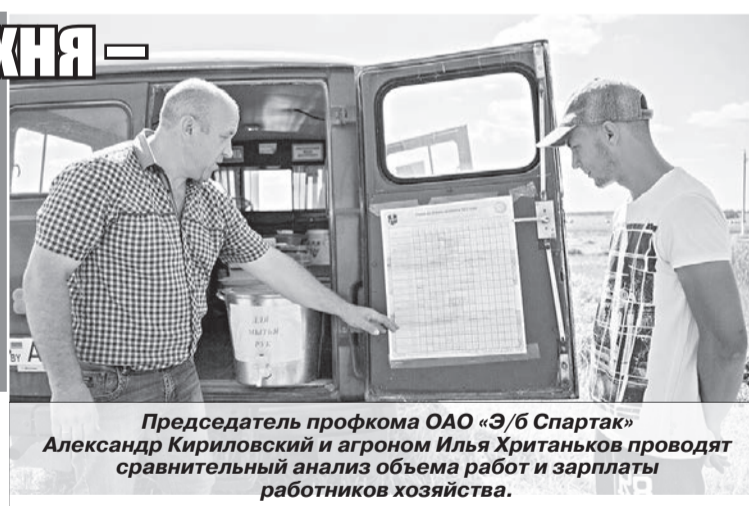 ХНЯ —
ДЛЯ
МЫТЬЯ
РУК
BY A
Председатель профкома ОАО «Э/б Спартак»
Александр Кириловский и агроном Илья Хританьков проводят
сравнительный анализ объема работ и зарплаты
работников хозяйства.